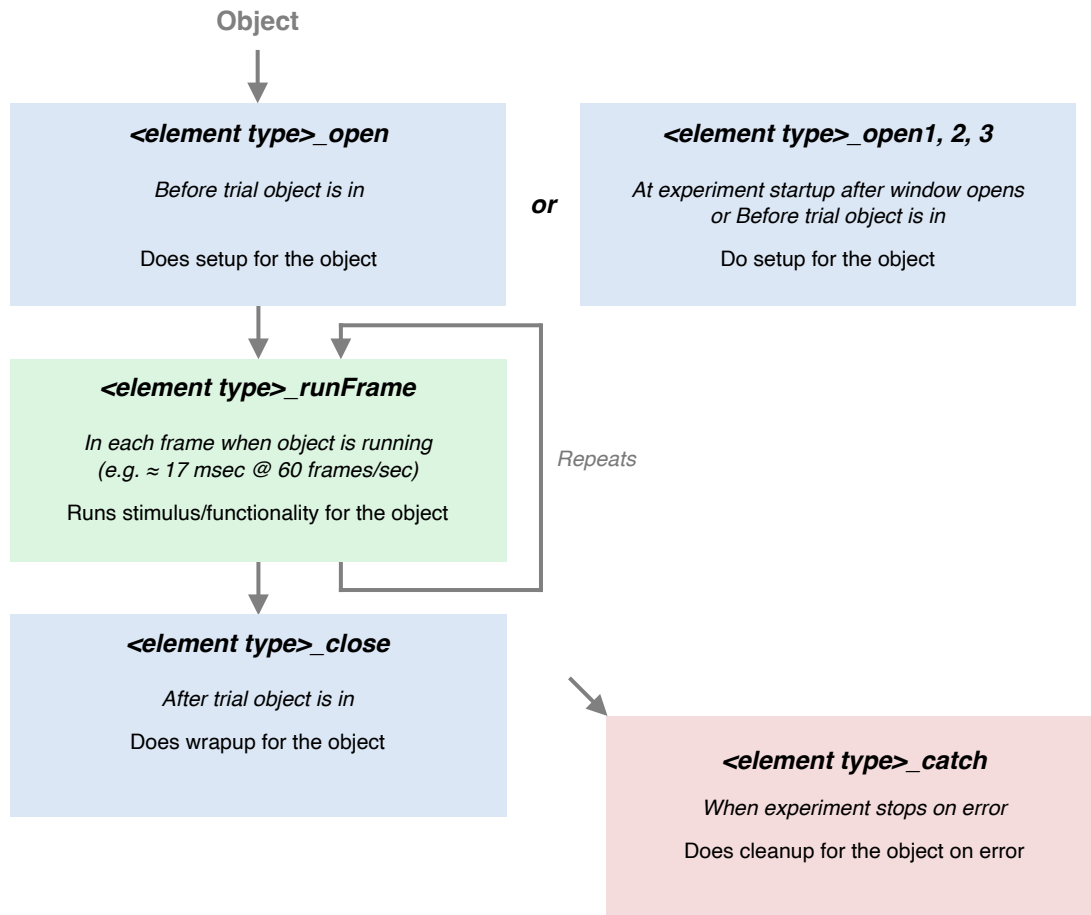 Object
<element type>_open
Before trial object is in
Does setup for the object
or
<element type>_open1, 2, 3
At experiment startup after window opens
or Before trial object is in
Do setup for the object
<element type>_runFrame
In each frame when object is running
(e.g. ≈ 17 msec @ 60 frames/sec)
Runs stimulus/functionality for the object
Repeats
<element type>_close
After trial object is in
Does wrapup for the object
<element type>_catch
When experiment stops on error
Does cleanup for the object on error